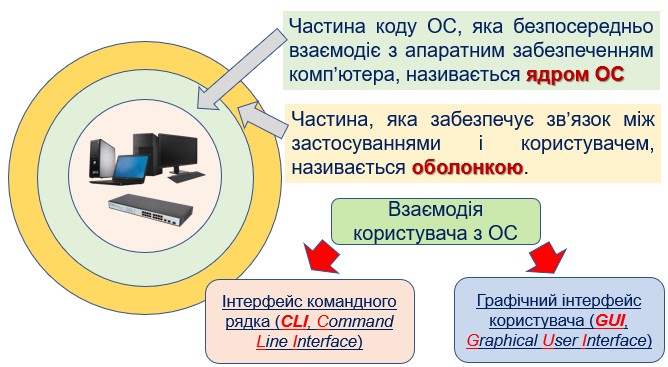 Частина коду ОС, яка безпосередньо
взаємодіє з апаратним забезпеченням
комп’ютера, називається ядром ОС
Частина, яка забезпечує зв’язок між
застосуваннями і користувачем,
називається оболонкою.
Взаємодія
користувача з ОС
Інтерфейс командного
рядка (CLI, Command
Line Interface)
Графічний інтерфейс
користувача (GUI,
Graphical User Interface)